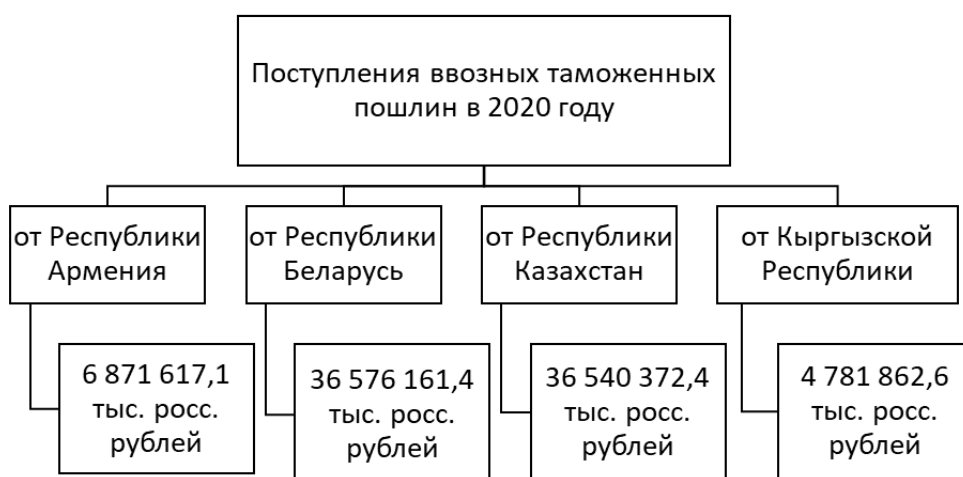 Поступления ввозных таможенных
пошлин в 2020 году
от Республики
Армения
от Республики
Беларусь
от Республики
Казахстан
от Кыргызской
Республики
6 871 617,1
тыс. росс.
рублей
36 576 161,4
тыс. росс.
рублей
36 540 372,4
тыс. росс.
рублей
4 781 862,6
тыс. росс.
рублей